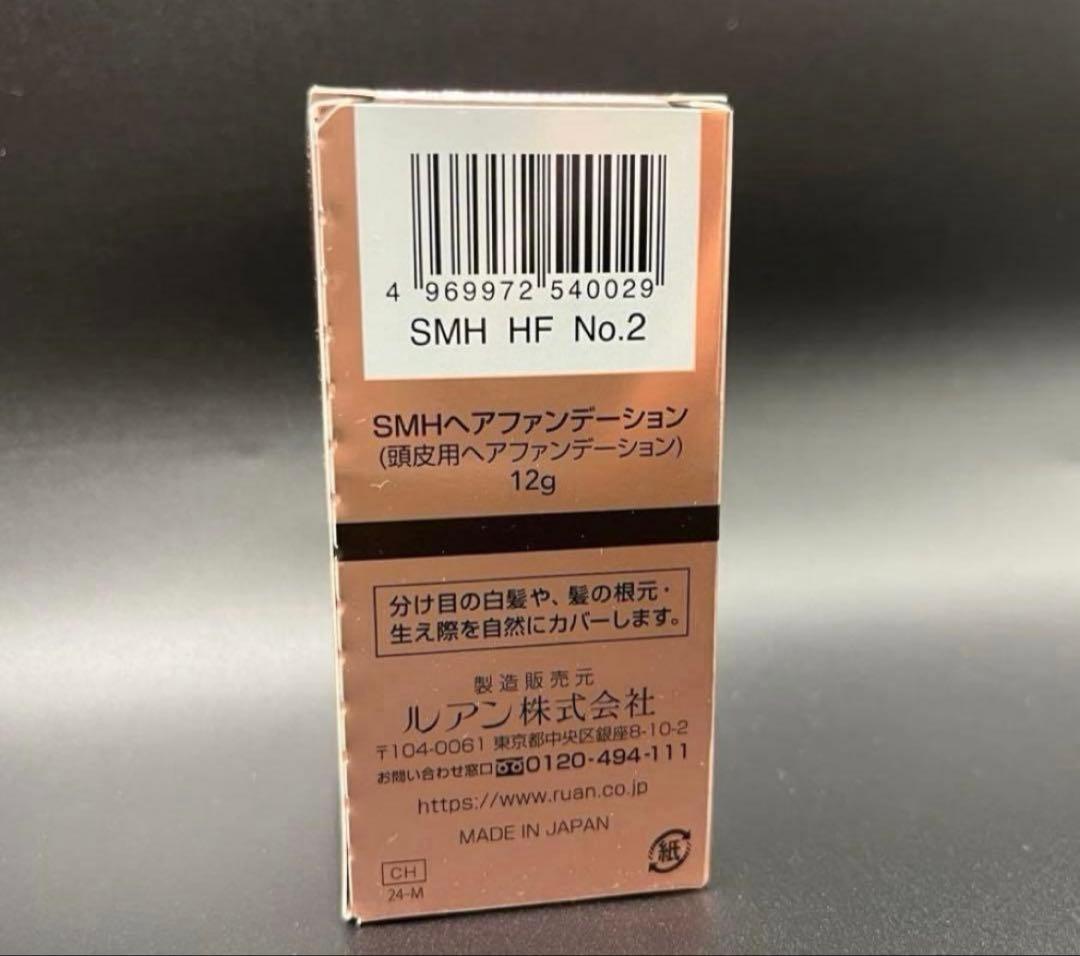 4 969972 540029
SMH HF No.2
SMHヘアファンデーション
(頭皮用ヘアファンデーション)
12g
分け目の白髪や、髪の根元・
生え際を自然にカバーします。
製造販売元
ルアン株式会社
〒104-0061 東京都中央区銀座8-10-2
お問い合わせ窓口 0120-494-111
https://www.ruan.co.jp
MADE IN JAPAN
紙
CH
24-M